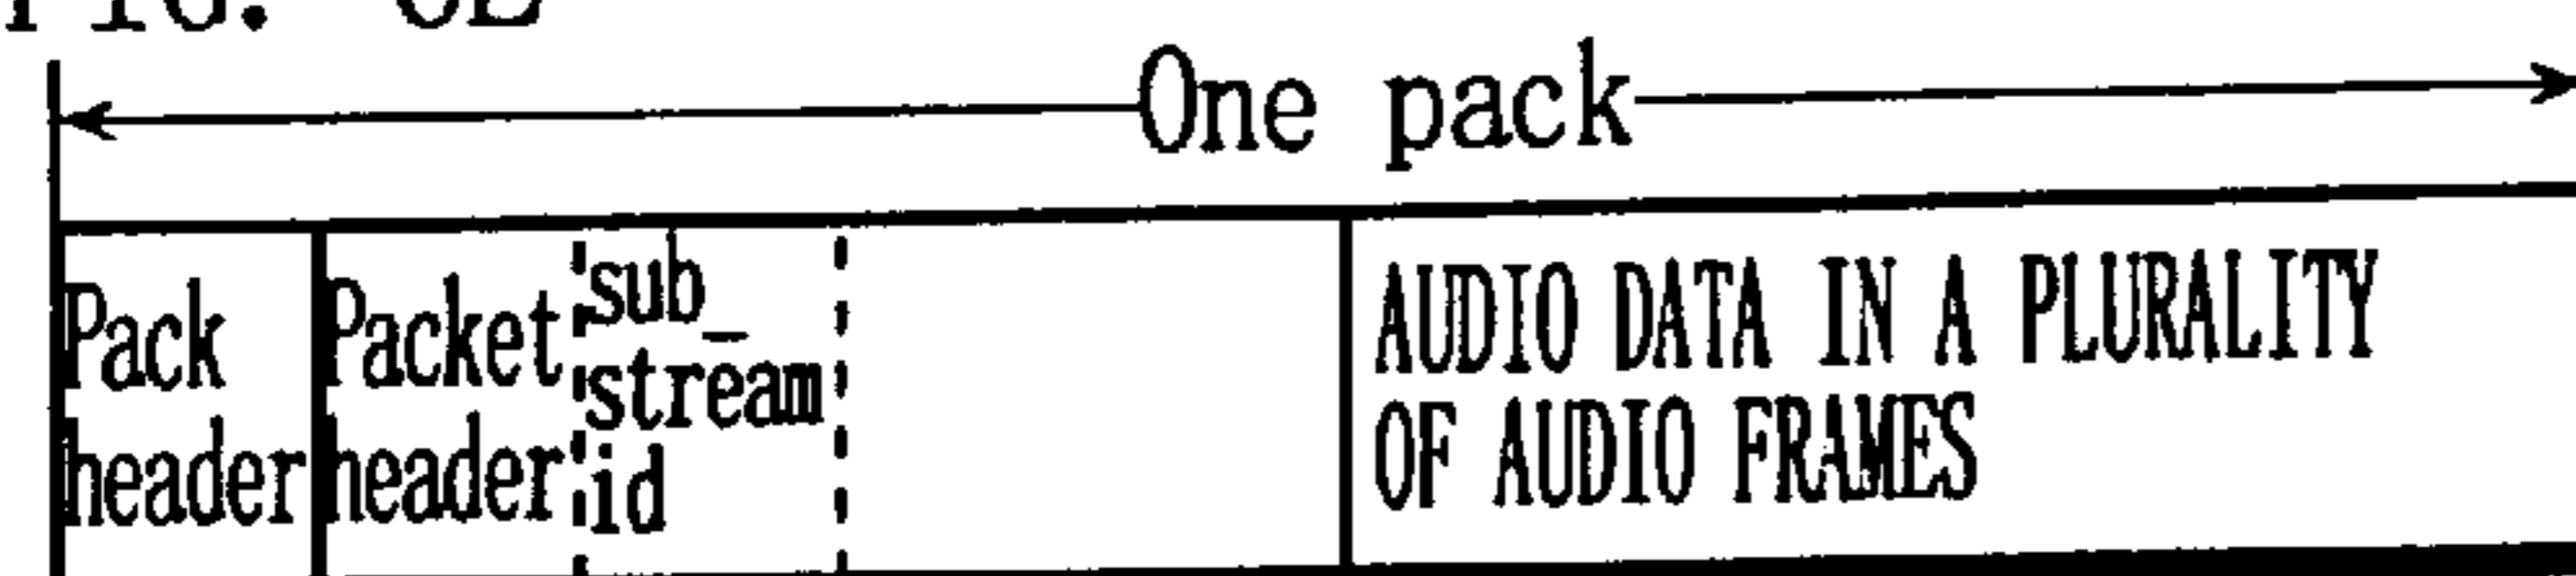 One pack
Pack
header
Packet
header
sub_
stream
id
AUDIO DATA IN A PLURALITY
OF AUDIO FRAMES